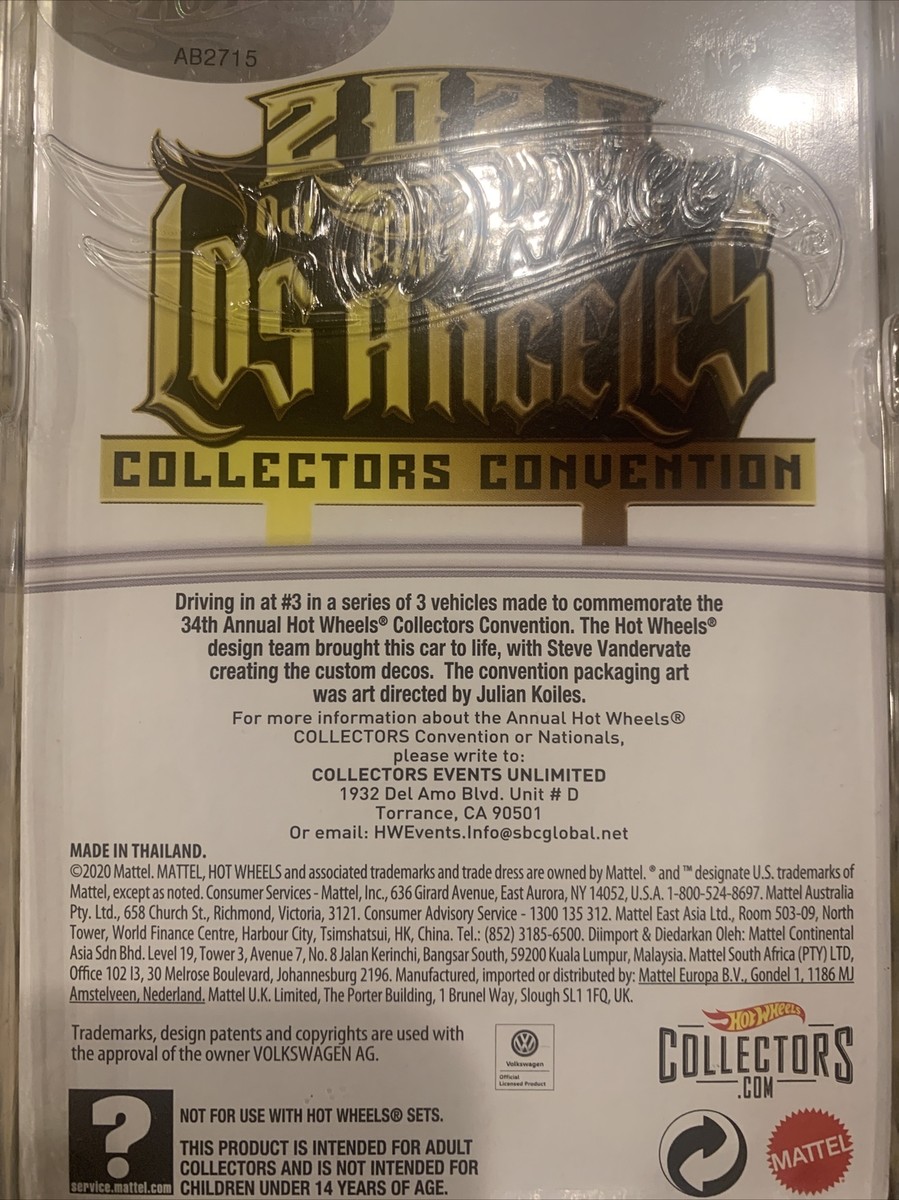 AB2715
2020
Oct
LOS ANGELES
COLLECTORS CONVENTION
Driving in at #3 in a series of 3 vehicles made to commemorate the
34th Annual Hot Wheels® Collectors Convention. The Hot Wheels®
design team brought this car to life, with Steve Vandervate
creating the custom decos. The convention packaging art
was art directed by Julian Koiles.
For more information about the Annual Hot Wheels®
COLLECTORS Convention or Nationals,
please write to:
COLLECTORS EVENTS UNLIMITED
1932 Del Amo Blvd. Unit # D
Torrance, CA 90501
Or email: HWEvents.Info@sbcglobal.net
MADE IN THAILAND.
©2020 Mattel. MATTEL, HOT WHEELS and associated trademarks and trade dress are owned by Mattel. ® and ™ designate U.S. trademarks of
Mattel, except as noted. Consumer Services - Mattel, Inc., 636 Girard Avenue, East Aurora, NY 14052, U.S.A. 1-800-524-8697. Mattel Australia
Pty. Ltd., 658 Church St., Richmond, Victoria, 3121. Consumer Advisory Service - 1300 135 312. Mattel East Asia Ltd., Room 503-09, North
Tower, World Finance Centre, Harbour City, Tsimshatsui, HK, China. Tel.: (852) 3185-6500. Diimport & Diedarkan Oleh: Mattel Continental
Asia Sdn Bhd. Level 19, Tower 3, Avenue 7, No. 8 Jalan Kerinchi, Bangsar South, 59200 Kuala Lumpur, Malaysia. Mattel South Africa (PTY) LTD,
Office 102 I3, 30 Melrose Boulevard, Johannesburg 2196. Manufactured, imported or distributed by: Mattel Europa B.V., Gondel 1, 1186 MJ
Amstelveen, Nederland. Mattel U.K. Limited, The Porter Building, 1 Brunel Way, Slough SL1 1FQ, UK.
Trademarks, design patents and copyrights are used with
the approval of the owner VOLKSWAGEN AG.
Volkswagen
Official
Licensed Product
HOT WHEELS
COLLECTORS
.COM
?
service.mattel.com
NOT FOR USE WITH HOT WHEELS® SETS.
THIS PRODUCT IS INTENDED FOR ADULT
COLLECTORS AND IS NOT INTENDED FOR
CHILDREN UNDER 14 YEARS OF AGE.
MATTEL